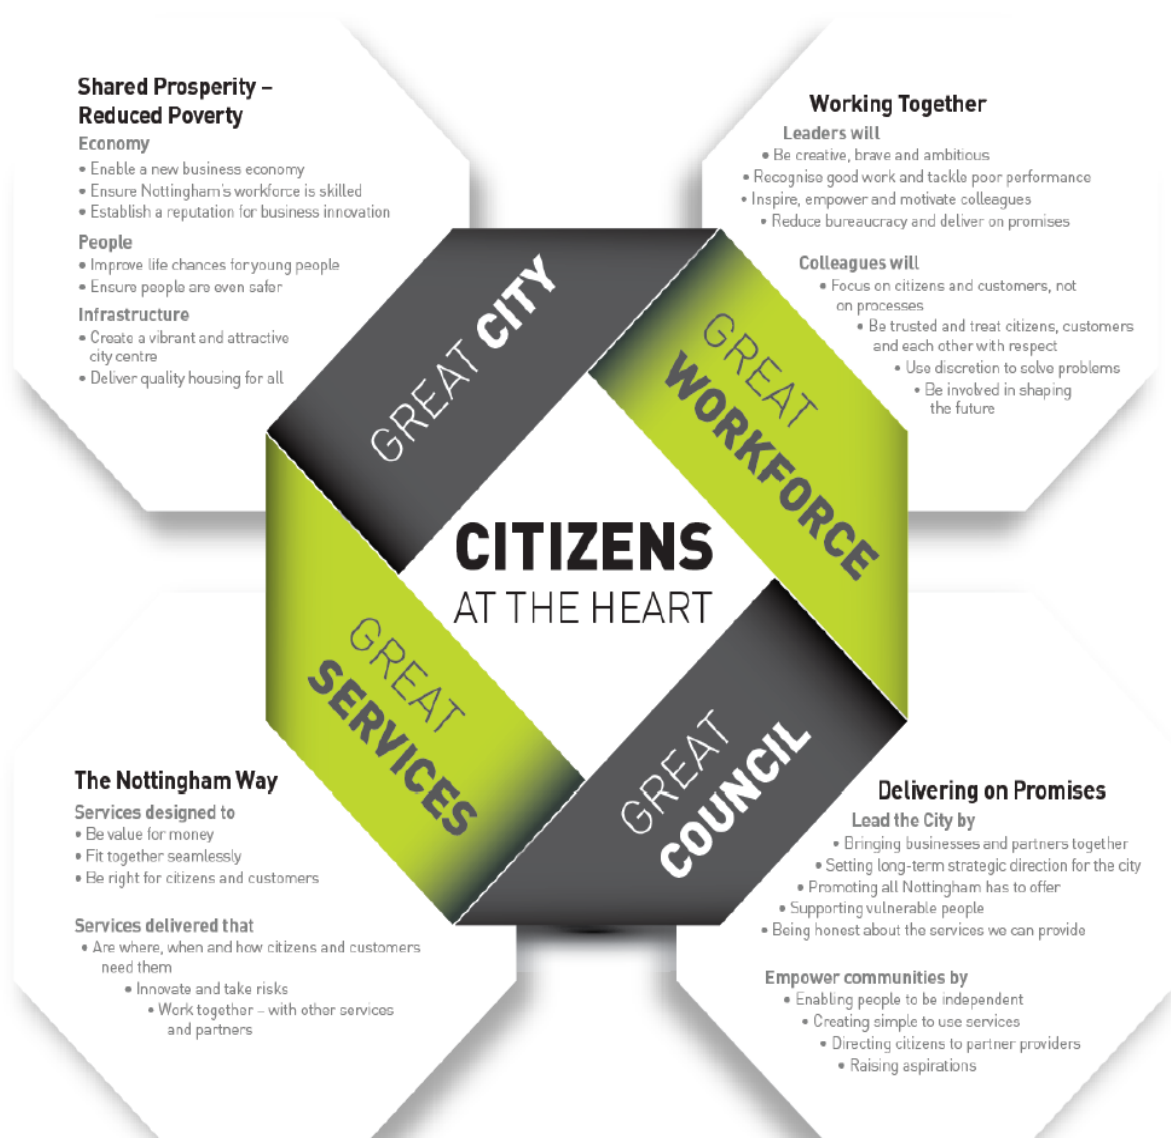 Shared Prosperity –
Reduced Poverty
Economy
• Enable a new business economy
• Ensure Nottingham's workforce is skilled
• Establish a reputation for business innovation
People
• Improve life chances for young people
• Ensure people are even safer
Infrastructure
• Create a vibrant and attractive
city centre
• Deliver quality housing for all
Working Together
Leaders will
• Be creative, brave and ambitious
• Recognise good work and tackle poor performance
• Inspire, empower and motivate colleagues
• Reduce bureaucracy and deliver on promises
Colleagues will
• Focus on citizens and customers, not
on processes
• Be trusted and treat citizens, customers
and each other with respect
• Use discretion to solve problems
• Be involved in shaping
the future
GREAT CITY
GREAT
WORKFORCE
CITIZENS
AT THE HEART
GREAT
SERVICES
GREAT
COUNCIL
The Nottingham Way
Services designed to
• Be value for money
• Fit together seamlessly
• Be right for citizens and customers
Services delivered that
• Are where, when and how citizens and customers
need them
• Innovate and take risks
• Work together – with other services
and partners
Delivering on Promises
Lead the City by
• Bringing businesses and partners together
• Setting long-term strategic direction for the city
• Promoting all Nottingham has to offer
• Supporting vulnerable people
• Being honest about the services we can provide
Empower communities by
• Enabling people to be independent
• Creating simple to use services
• Directing citizens to partner providers
• Raising aspirations